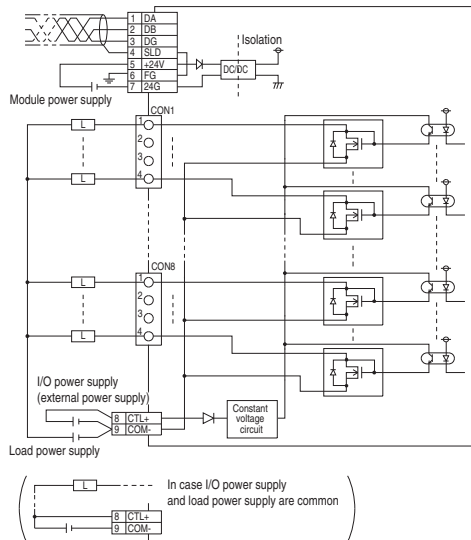 1 DA
2 DB
3 DG
4 SLD
5 +24V
6 FG
7 24G
Isolation
DC/DC
Module power supply
CON1
L
1
2
3
L
4
CON8
L
1
2
3
L
4
I/O power supply
(external power supply)
8 CTL+
9 COM-
Constant
voltage
circuit
Load power supply
L
In case I/O power supply
and load power supply are common
8 CTL+
9 COM-